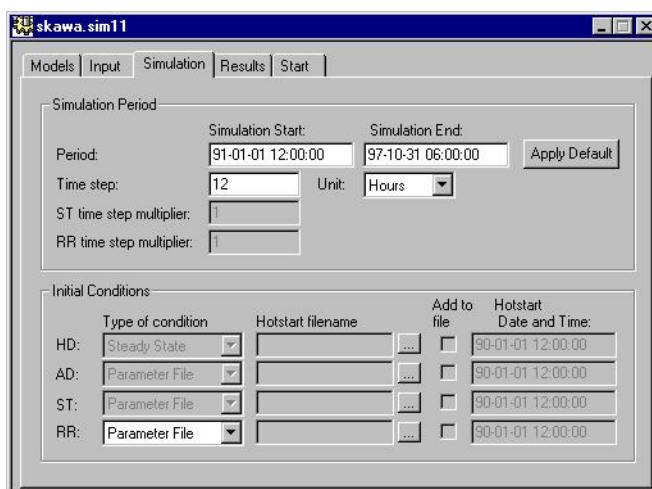 skawa.sim11
Models Input Simulation Results Start
Simulation Period
Simulation Start: Simulation End:
Period: 91-01-01 12:00:00 97-10-31 06:00:00 Apply Default
Time step: 12 Unit: Hours
ST time step multiplier: 1
RR time step multiplier: 1
Initial Conditions
Add to Hotstart
Type of condition Hotstart filename file Date and Time:
HD: Steady State ... 90-01-01 12:00:00
AD: Parameter File ... 90-01-01 12:00:00
ST: Parameter File ... 90-01-01 12:00:00
RR: Parameter File ... 90-01-01 12:00:00